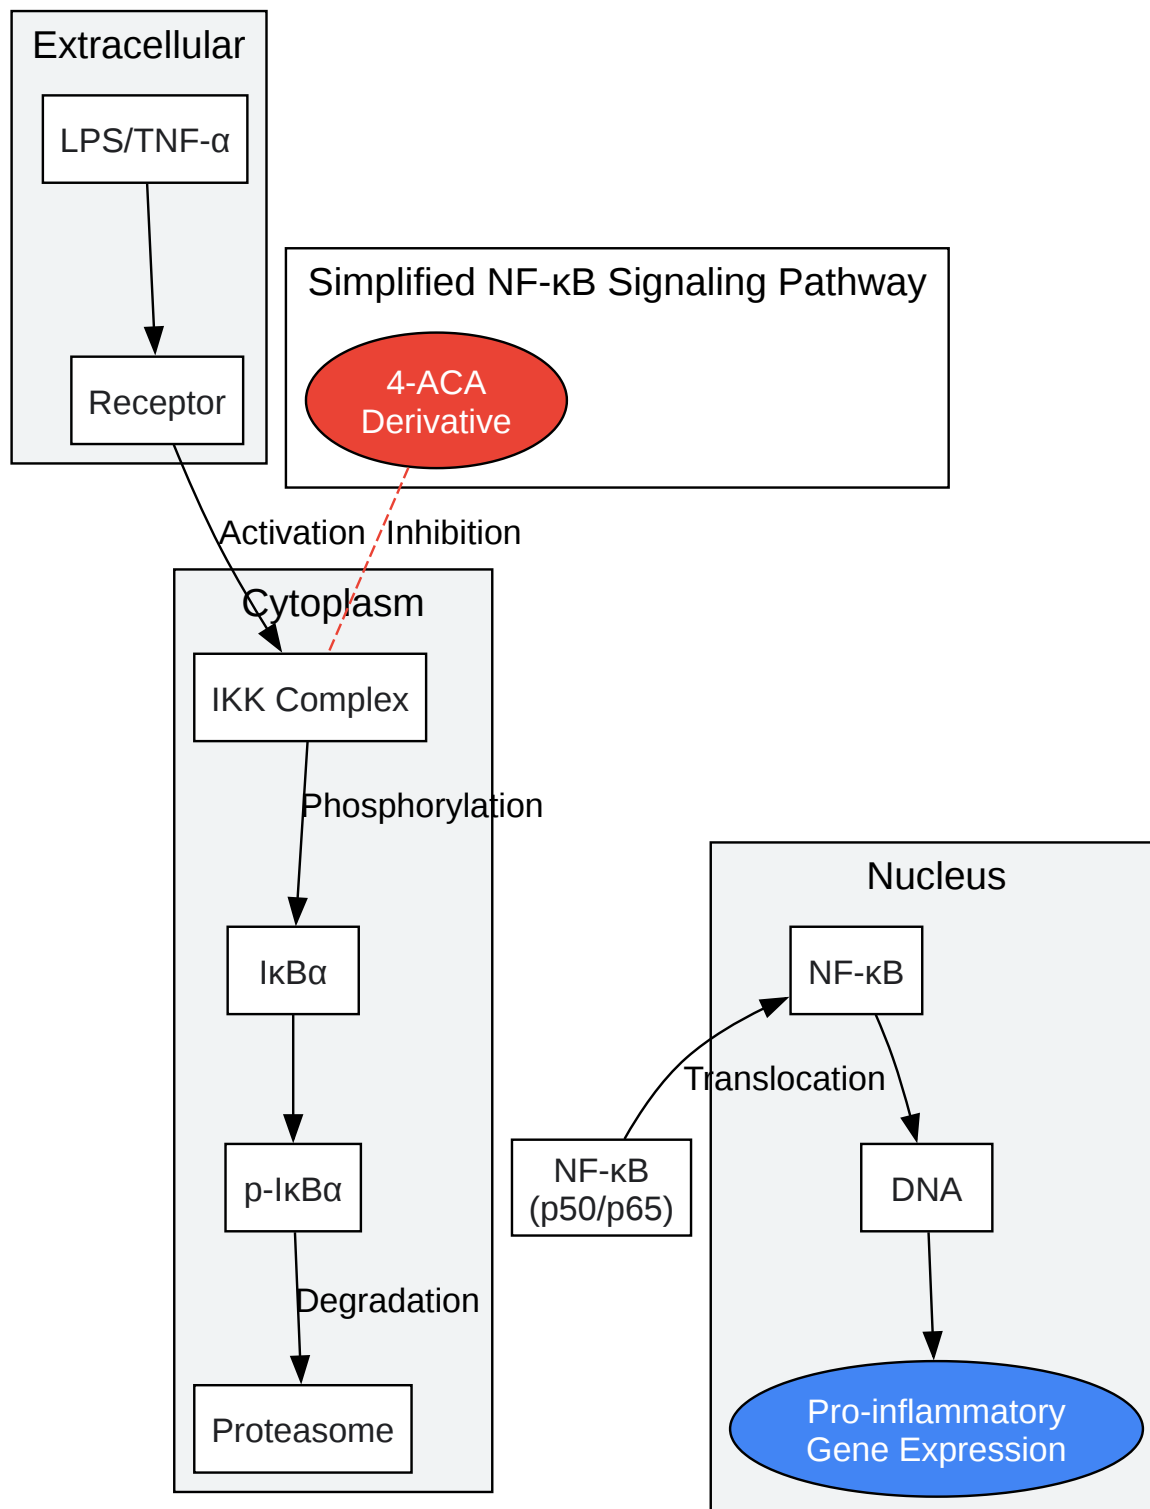 Extracellular
LPS/TNF-α
Receptor
Simplified NF-κB Signaling Pathway
4-ACA
Derivative
Activation
Inhibition
Cytoplasm
IKK Complex
Phosphorylation
IκBα
p-IκBα
Degradation
Proteasome
NF-κB
(p50/p65)
Translocation
Nucleus
NF-κB
DNA
Pro-inflammatory
Gene Expression